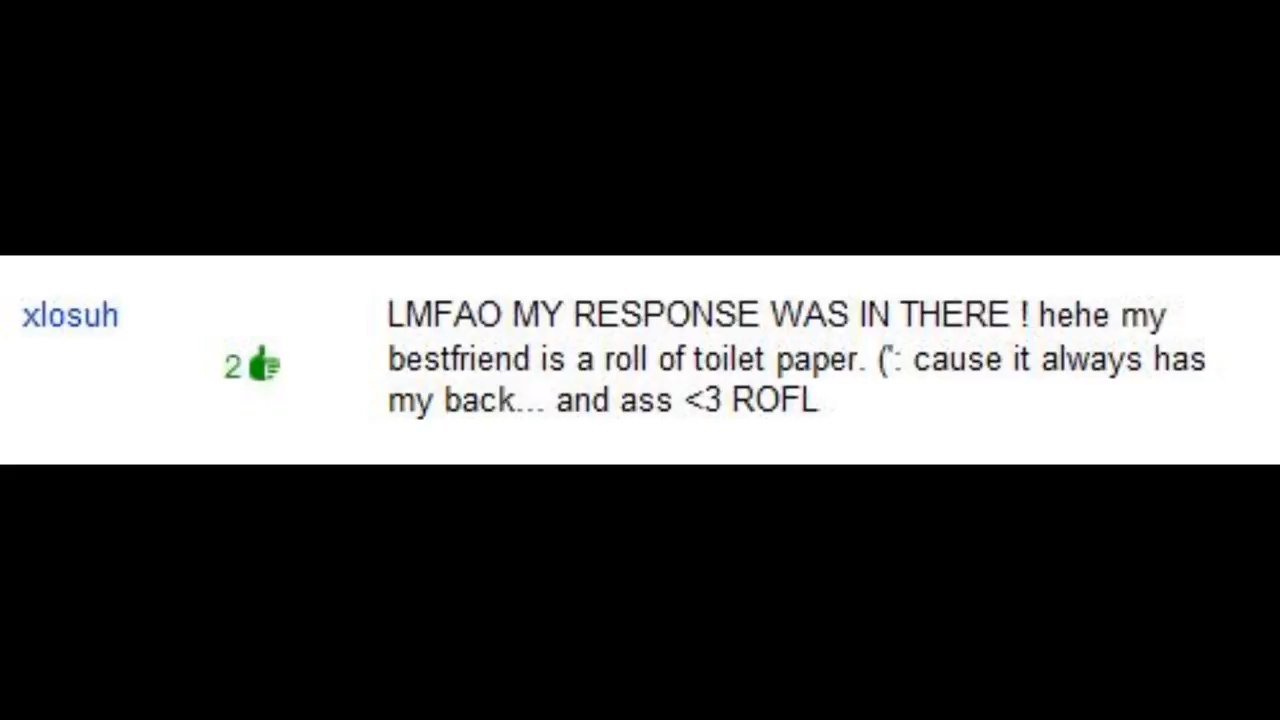 xlosuh
2
LMFAO MY RESPONSE WAS IN THERE ! hehe my
bestfriend is a roll of toilet paper. (': cause it always has
my back... and ass <3 ROFL